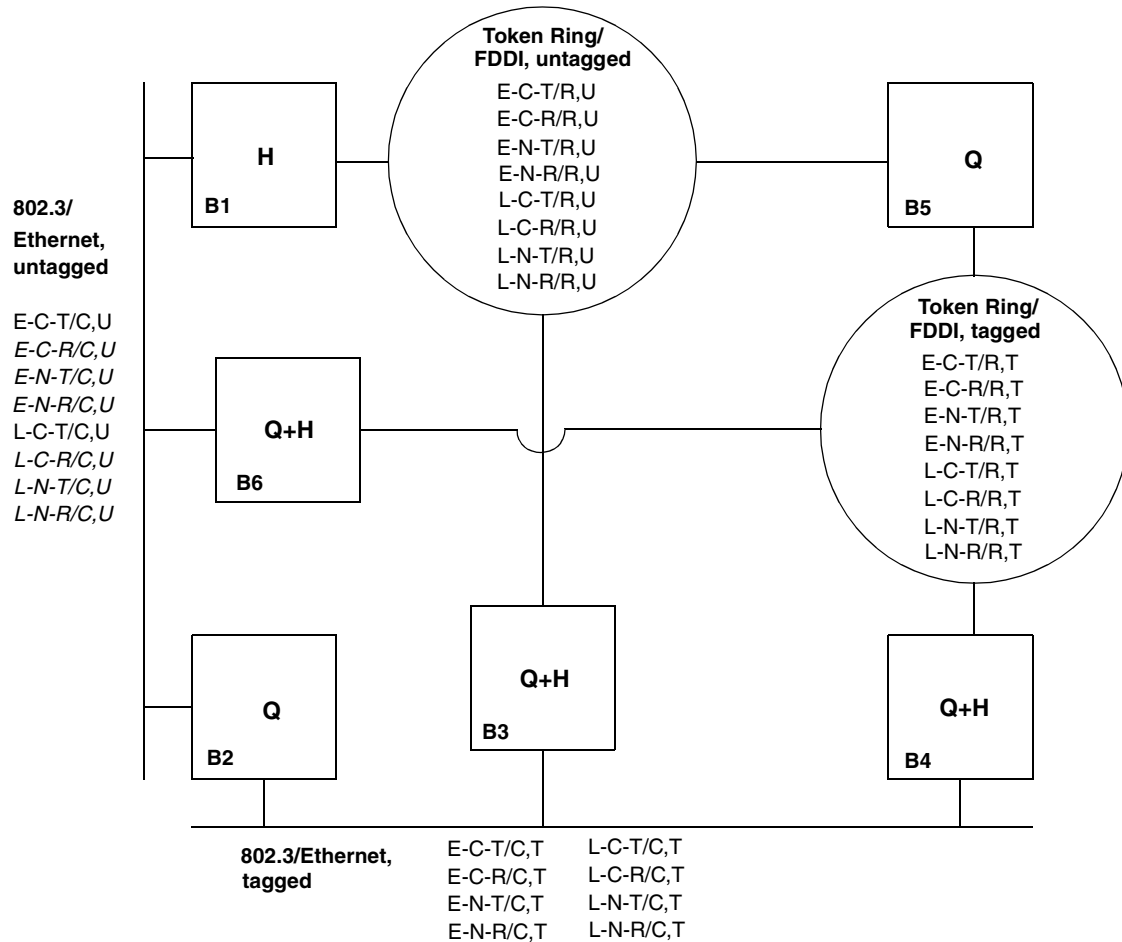 Token Ring/
FDDI, untagged
E-C-T/R,U
E-C-R/R,U
E-N-T/R,U
E-N-R/R,U
L-C-T/R,U
L-C-R/R,U
L-N-T/R,U
L-N-R/R,U
H
B1
Q
B5
802.3/
Ethernet,
untagged
E-C-T/C,U
E-C-R/C,U
E-N-T/C,U
E-N-R/C,U
L-C-T/C,U
L-C-R/C,U
L-N-T/C,U
L-N-R/C,U
Token Ring/
FDDI, tagged
E-C-T/R,T
E-C-R/R,T
E-N-T/R,T
E-N-R/R,T
L-C-T/R,T
L-C-R/R,T
L-N-T/R,T
L-N-R/R,T
Q+H
B6
Q
B2
Q+H
B3
Q+H
B4
802.3/Ethernet,
tagged
E-C-T/C,T
E-C-R/C,T
E-N-T/C,T
E-N-R/C,T
L-C-T/C,T
L-C-R/C,T
L-N-T/C,T
L-N-R/C,T